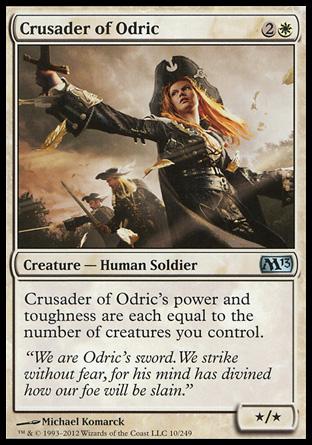 Crusader of Odric 2
M13
Creature — Human Soldier
Crusader of Odric's power and
toughness are each equal to the
number of creatures you control.
"We are Odric's sword. We strike
without fear, for his mind has divined
how our foe will be slain."
Michael Komarck
™ & © 1993–2012 Wizards of the Coast LLC 10/249
*/*